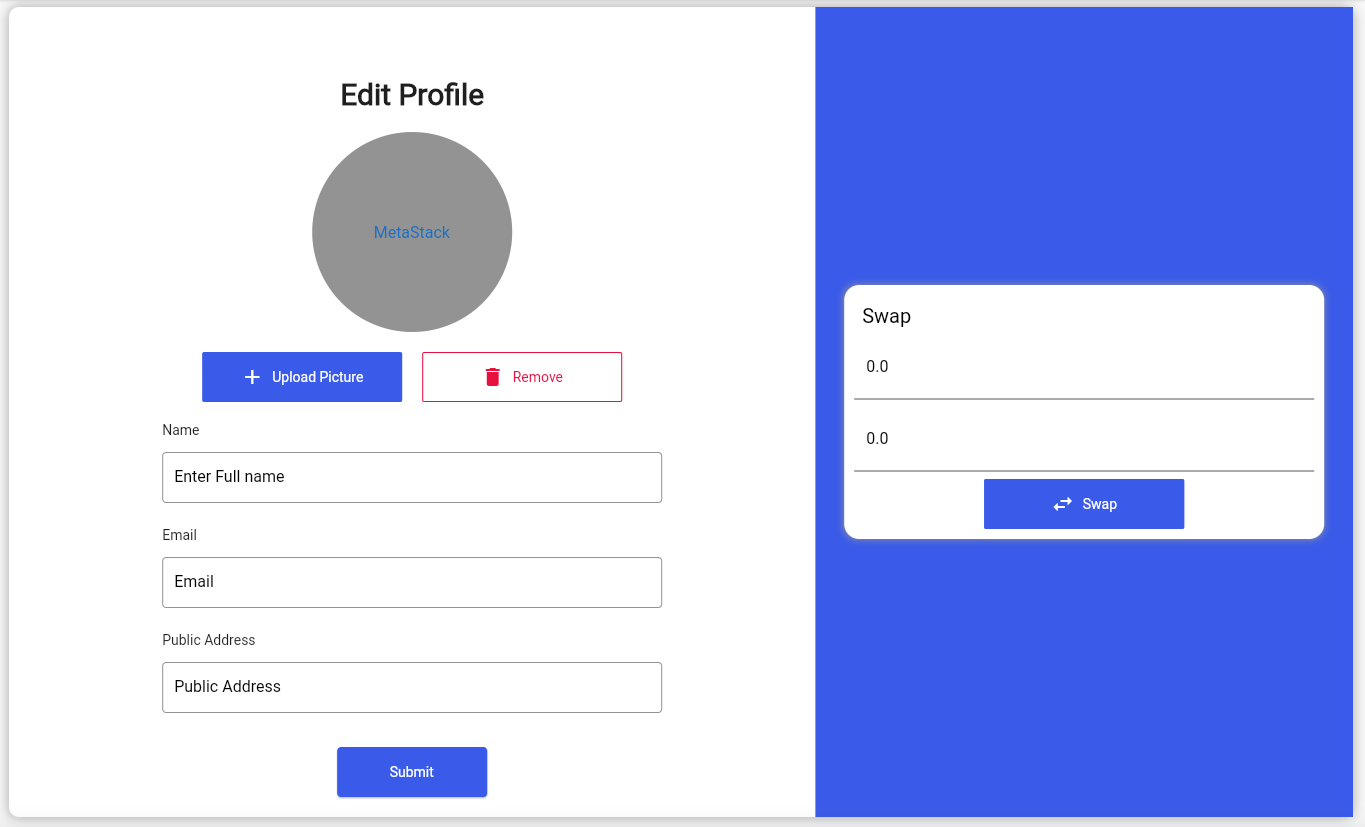 Edit Profile
MetaStack
Upload Picture
Remove
Name
Enter Full name
Email
Email
Public Address
Public Address
Submit
Swap
0.0
0.0
Swap